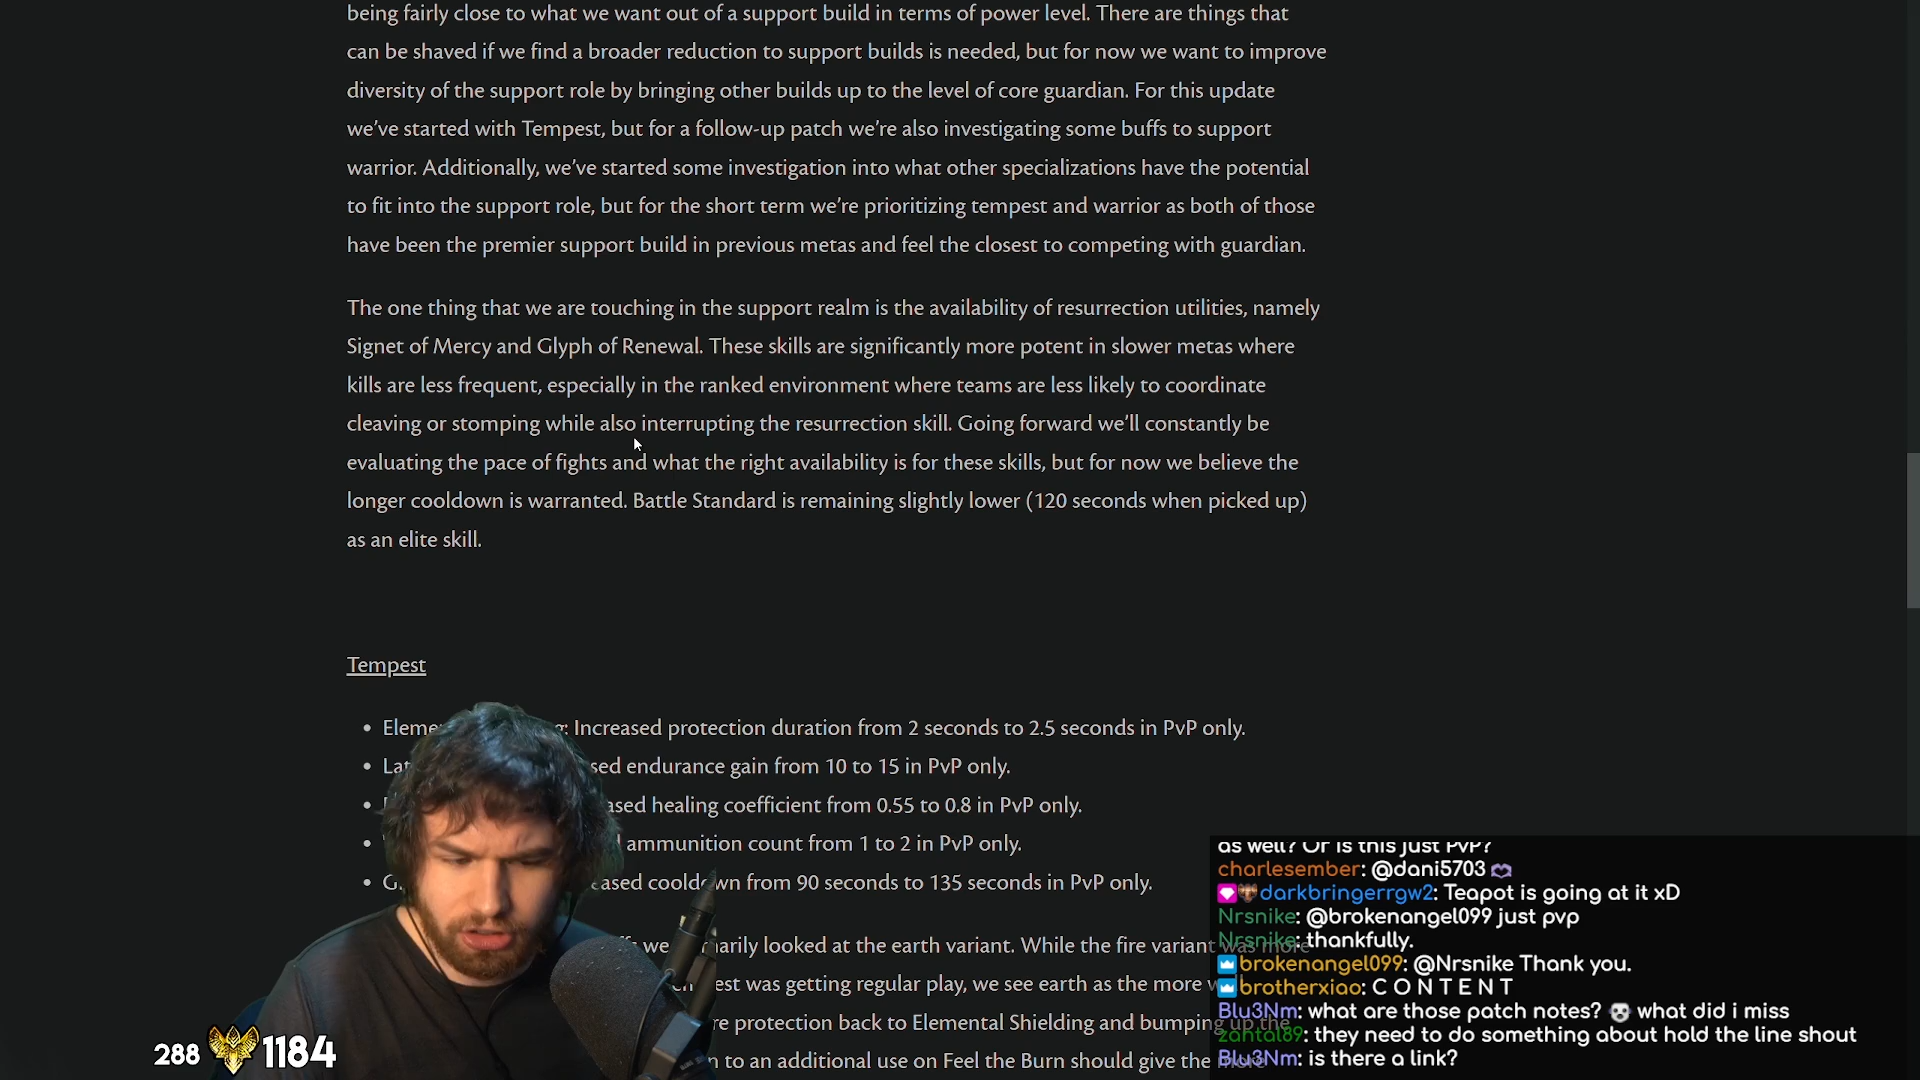 being fairly close to what we want out of a support build in terms of power level. There are things that
can be shaved if we find a broader reduction to support builds is needed, but for now we want to improve
diversity of the support role by bringing other builds up to the level of core guardian. For this update
we've started with Tempest, but for a follow-up patch we're also investigating some buffs to support
warrior. Additionally, we've started some investigation into what other specializations have the potential
to fit into the support role, but for the short term we're prioritizing tempest and warrior as both of those
have been the premier support build in previous metas and feel the closest to competing with guardian.
The one thing that we are touching in the support realm is the availability of resurrection utilities, namely
Signet of Mercy and Glyph of Renewal. These skills are significantly more potent in slower metas where
kills are less frequent, especially in the ranked environment where teams are less likely to coordinate
cleaving or stomping while also interrupting the resurrection skill. Going forward we'll constantly be
evaluating the pace of fights and what the right availability is for these skills, but for now we believe the
longer cooldown is warranted. Battle Standard is remaining slightly lower (120 seconds when picked up)
as an elite skill.
Tempest
• Increased protection duration from 2 seconds to 2.5 seconds in PvP only.
• endurance gain from 10 to 15 in PvP only.
• healing coefficient from 0.55 to 0.8 in PvP only.
• ammunition count from 1 to 2 in PvP only.
• cooldown from 90 seconds to 135 seconds in PvP only.
we looked at the earth variant. While the fire variant was more
was getting regular play, we see earth as the more
protection back to Elemental Shielding and bumping up the
to an additional use on Feel the Burn should give the more
288 1184
as well? Or is this just PvP?
charlesember: @dani5703
darkbringerrgw2: Teapot is going at it xD
Nrsnike: @brokenangel099 just pvp
Nrsnike: thankfully.
brokenangel099: @Nrsnike Thank you.
brotherxiao: C O N T E N T
Blu3Nm: what are those patch notes? what did i miss
zantal89: they need to do something about hold the line shout
Blu3Nm: is there a link?